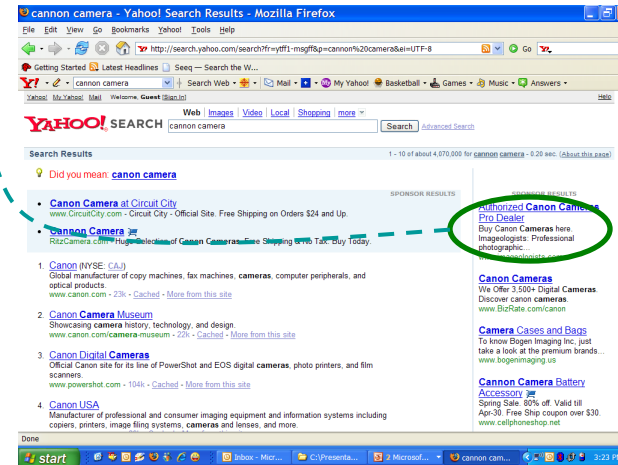 cannon camera - Yahoo! Search Results - Mozilla Firefox
File Edit View Go Bookmarks Yahoo! Tools Help
http://search.yahoo.com/search?fr=ytff1-msgff&p=cannon%20camera&ei=UTF-8 Go
Getting Started Latest Headlines Seeq — Search the W...
Y! cannon camera Search Web Mail My Yahoo! Basketball Games Music Answers
Yahoo! My Yahoo! Mail Welcome, Guest [Sign In] Help
Web | Images | Video | Local | Shopping | more
YAHOO! SEARCH cannon camera Search Advanced Search
Search Results 1 - 10 of about 4,070,000 for cannon camera - 0.20 sec. (About this page)
Did you mean: canon camera
SPONSOR RESULTS
Canon Camera at Circuit City
www.CircuitCity.com - Circuit City - Official Site. Free Shipping on Orders $24 and Up.
Cannon Camera
RitzCamera.com - Huge Selection of Canon Cameras, Free Shipping & No Tax. Buy Today.
1. Canon (NYSE: CAJ)
Global manufacturer of copy machines, fax machines, cameras, computer peripherals, and
optical products.
www.canon.com - 23k - Cached - More from this site
2. Canon Camera Museum
Showcasing camera history, technology, and design.
www.canon.com/camera-museum - 22k - Cached - More from this site
3. Canon Digital Cameras
Official Canon site for its line of PowerShot and EOS digital cameras, photo printers, and film
scanners.
www.powershot.com - 104k - Cached - More from this site
4. Canon USA
Manufacturer of professional and consumer imaging equipment and information systems including
copiers, printers, image filing systems, cameras and lenses, and more.
SPONSOR RESULTS
Authorized Canon Cameras
Pro Dealer
Buy Canon Cameras here.
Imageologists: Professional
photographic...
www.imageologists.com
Canon Cameras
We Offer 3,500+ Digital Cameras.
Discover canon cameras.
www.BizRate.com/canon
Camera Cases and Bags
To know Bogen Imaging Inc, just
take a look at the premium brands...
www.bogenimaging.us
Cannon Camera Battery
Accessory
Spring Sale. 80% off. Valid till
Apr-30. Free Ship coupon over $30.
www.cellphoneshop.net
Done
start Inbox - Micr... C:\Presenta... 2 Microsof... cannon cam... 3:23 PM